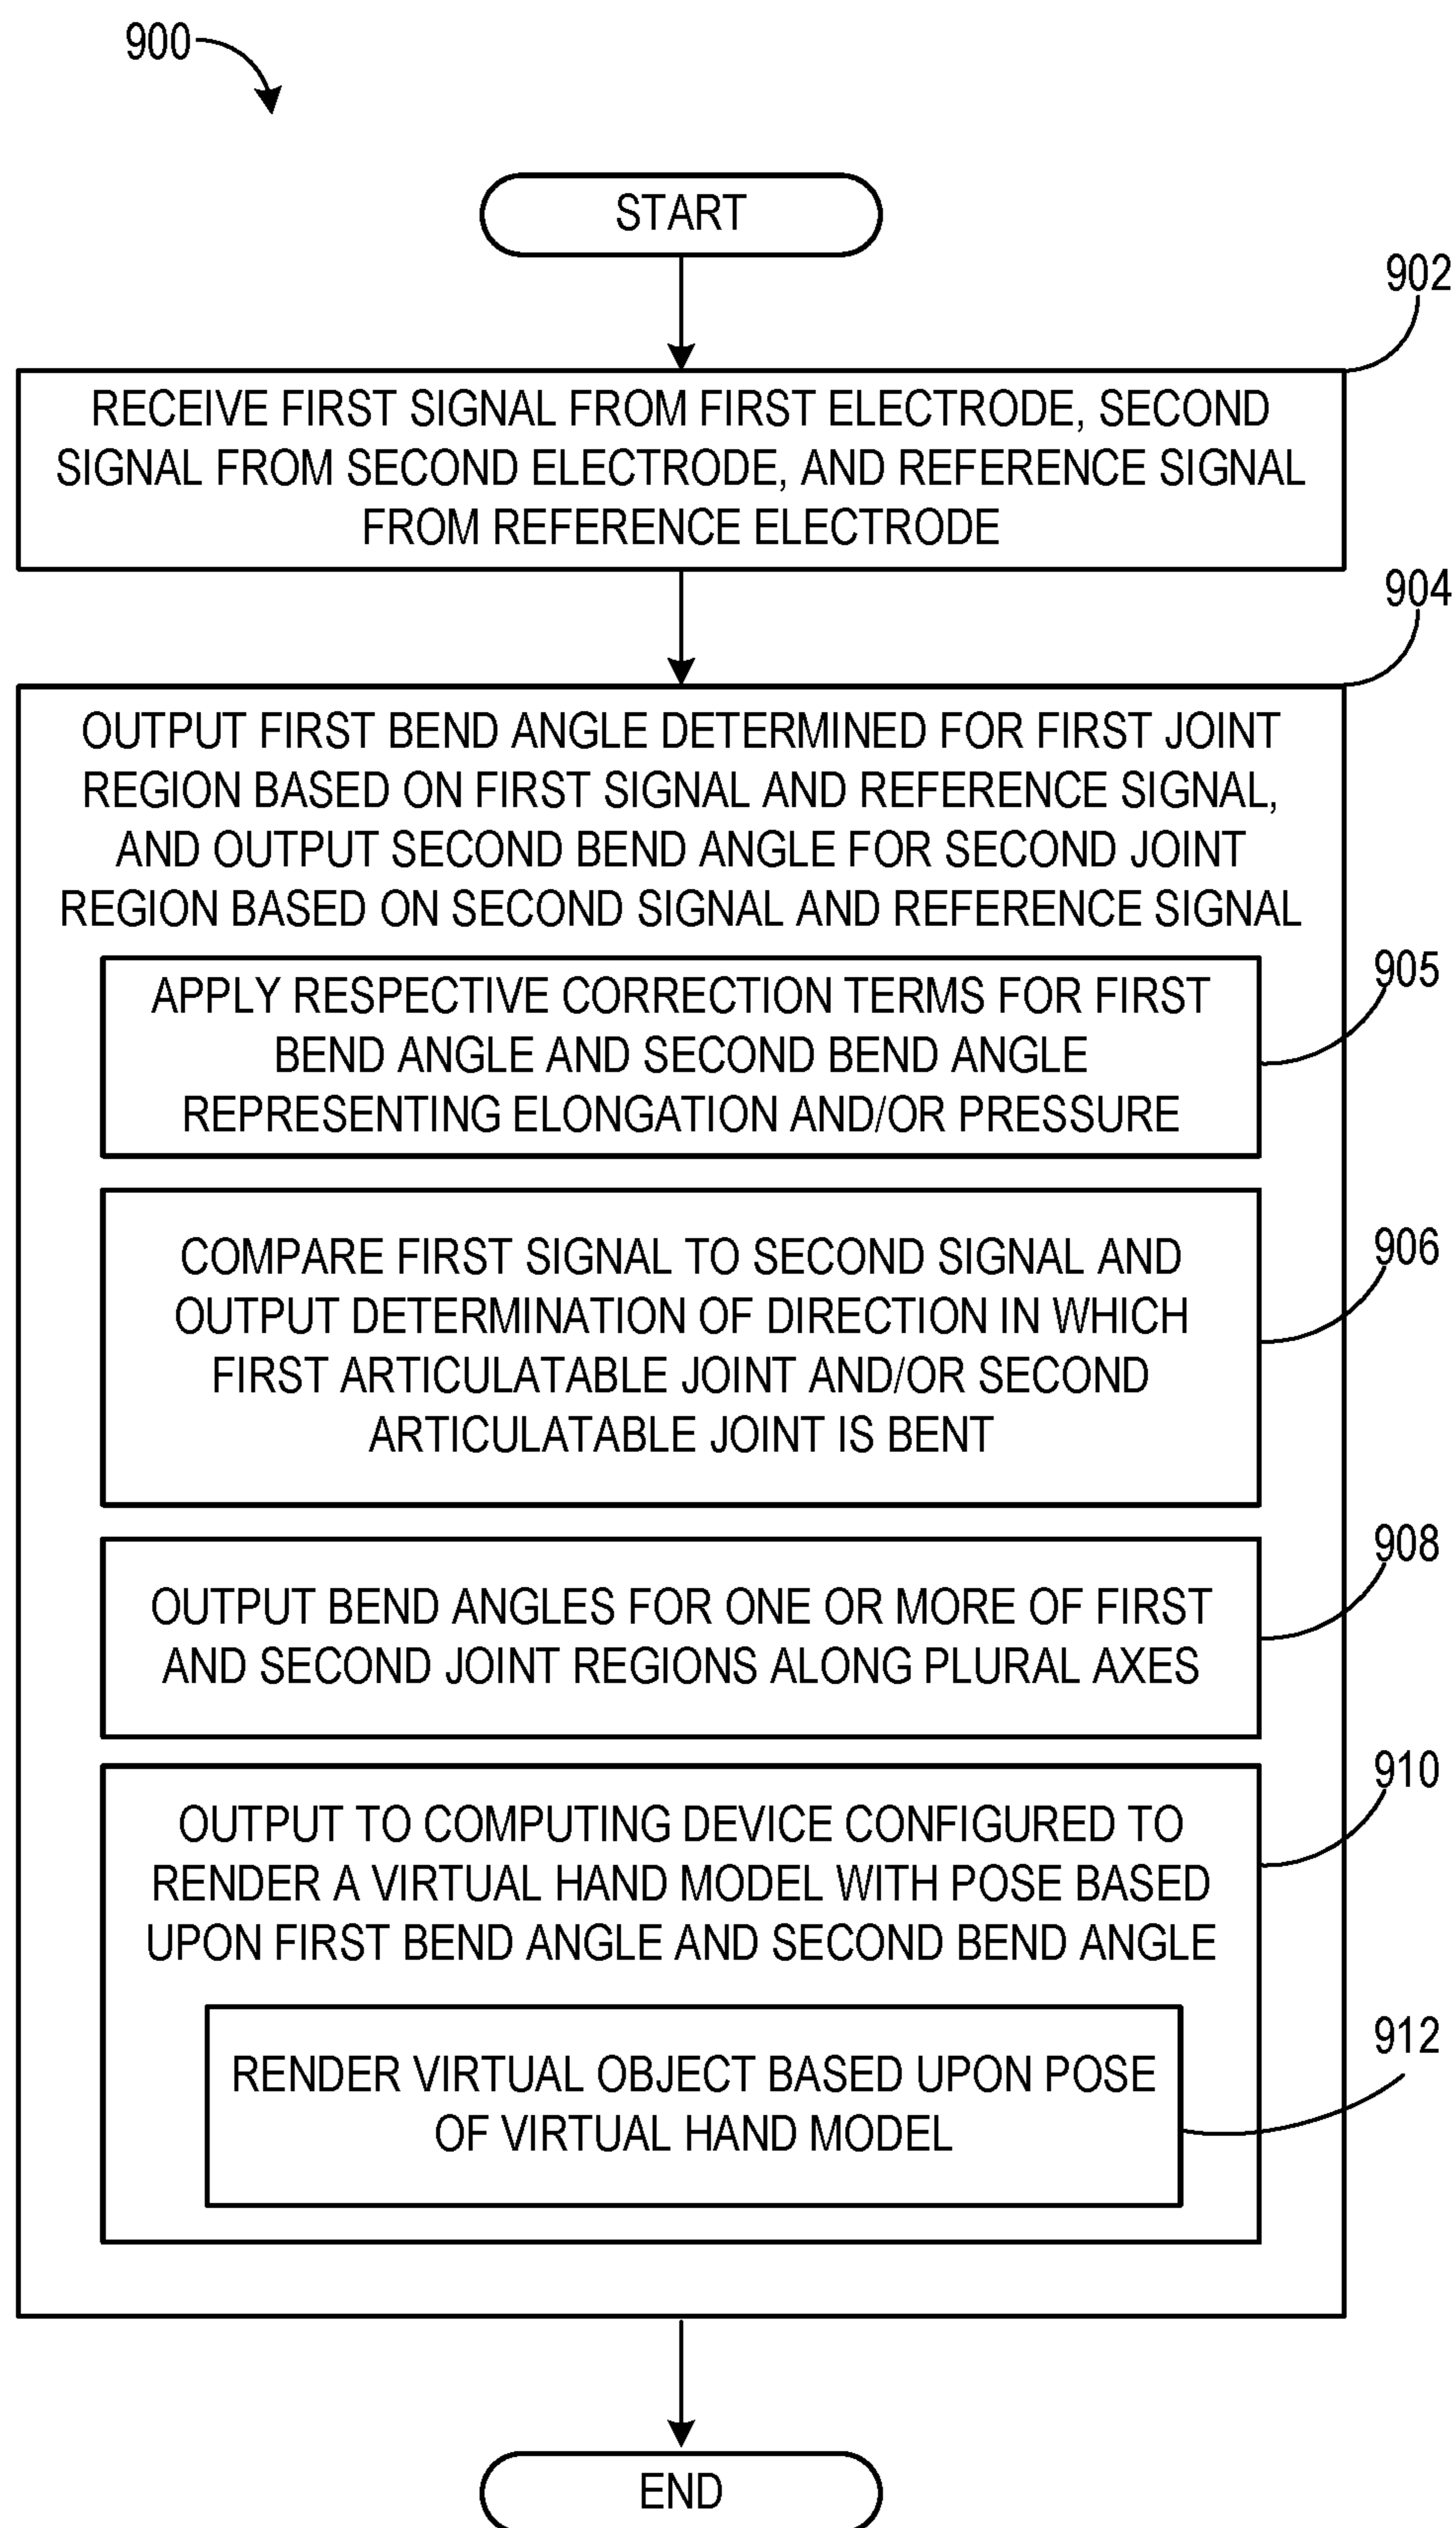 900
START
902
RECEIVE FIRST SIGNAL FROM FIRST ELECTRODE, SECOND
SIGNAL FROM SECOND ELECTRODE, AND REFERENCE SIGNAL
FROM REFERENCE ELECTRODE
904
OUTPUT FIRST BEND ANGLE DETERMINED FOR FIRST JOINT
REGION BASED ON FIRST SIGNAL AND REFERENCE SIGNAL,
AND OUTPUT SECOND BEND ANGLE FOR SECOND JOINT
REGION BASED ON SECOND SIGNAL AND REFERENCE SIGNAL
905
APPLY RESPECTIVE CORRECTION TERMS FOR FIRST
BEND ANGLE AND SECOND BEND ANGLE
REPRESENTING ELONGATION AND/OR PRESSURE
906
COMPARE FIRST SIGNAL TO SECOND SIGNAL AND
OUTPUT DETERMINATION OF DIRECTION IN WHICH
FIRST ARTICULATABLE JOINT AND/OR SECOND
ARTICULATABLE JOINT IS BENT
908
OUTPUT BEND ANGLES FOR ONE OR MORE OF FIRST
AND SECOND JOINT REGIONS ALONG PLURAL AXES
910
OUTPUT TO COMPUTING DEVICE CONFIGURED TO
RENDER A VIRTUAL HAND MODEL WITH POSE BASED
UPON FIRST BEND ANGLE AND SECOND BEND ANGLE
912
RENDER VIRTUAL OBJECT BASED UPON POSE
OF VIRTUAL HAND MODEL
END